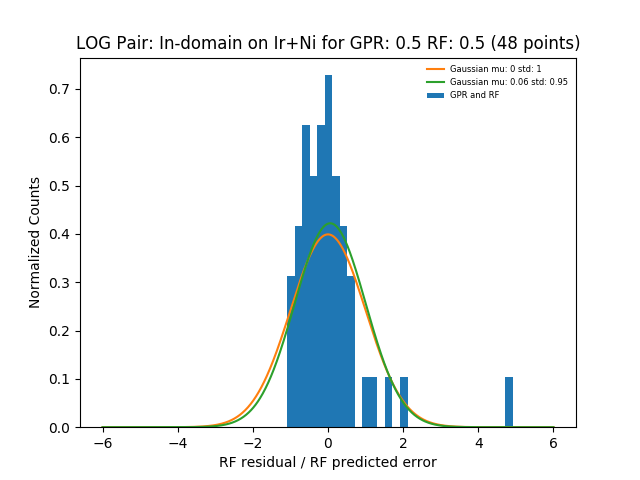 LOG Pair: In-domain on Ir+Ni for GPR: 0.5 RF: 0.5 (48 points)
Gaussian mu: 0 std: 1
Gaussian mu: 0.06 std: 0.95
GPR and RF
Normalized Counts
0.7
0.6
0.5
0.4
0.3
0.2
0.1
0.0
−6 −4 −2 0 2 4 6
RF residual / RF predicted error